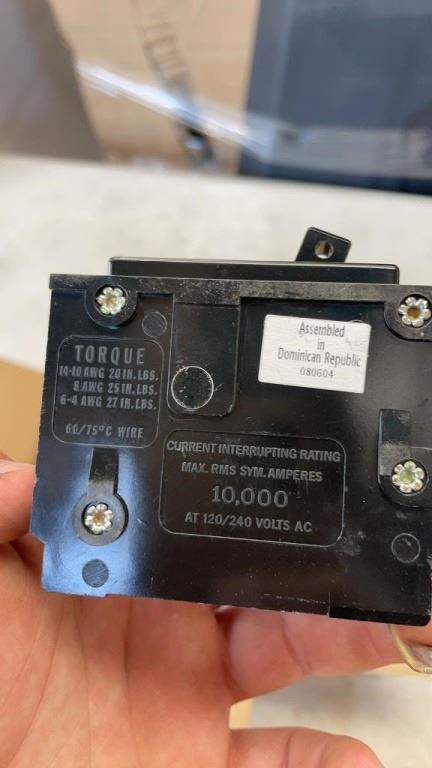 Assembled
in
Dominican Republic
080604
TORQUE
14-10 AWG 20 IN. LBS.
8 AWG 25 IN. LBS.
6-4 AWG 27 IN. LBS.
60/75°C WIRE
CURRENT INTERRUPTING RATING
MAX. RMS SYM. AMPERES
10,000
AT 120/240 VOLTS AC